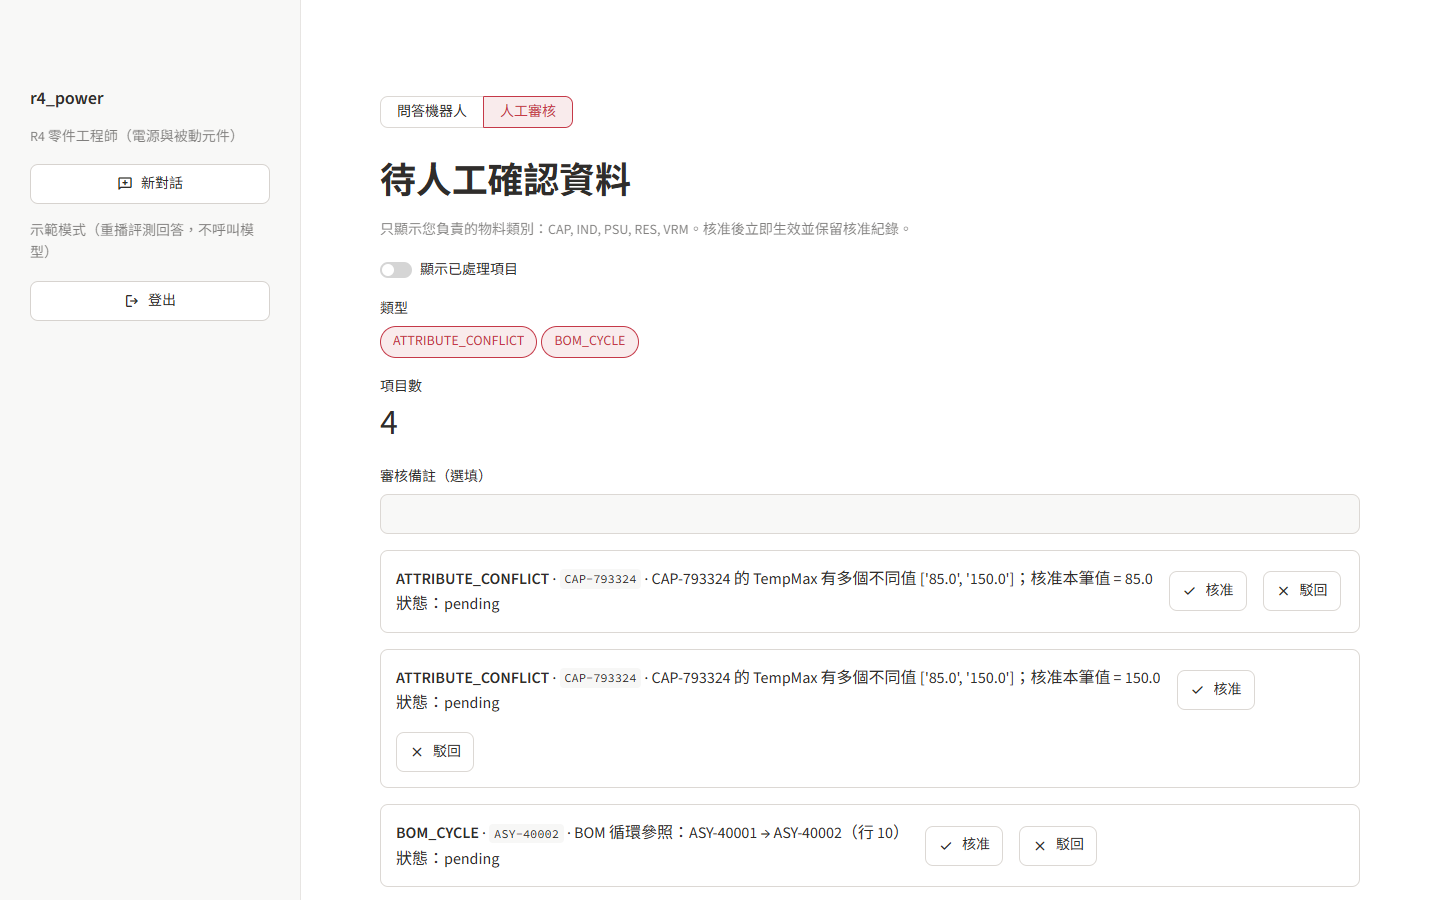 r4_power
R4 零件工程師（電源與被動元件）
新對話
示範模式（重播評測回答，不呼叫模
型）
登出
問答機器人
人工審核
待人工確認資料
只顯示您負責的物料類別：CAP, IND, PSU, RES, VRM。核准後立即生效並保留核准紀錄。
顯示已處理項目
類型
ATTRIBUTE_CONFLICT
BOM_CYCLE
項目數
4
審核備註（選填）
ATTRIBUTE_CONFLICT · CAP-793324 · CAP-793324 的 TempMax 有多個不同值 ['85.0', '150.0']；核准本筆值 = 85.0
狀態：pending
核准
駁回
ATTRIBUTE_CONFLICT · CAP-793324 · CAP-793324 的 TempMax 有多個不同值 ['85.0', '150.0']；核准本筆值 = 150.0
狀態：pending
核准
駁回
BOM_CYCLE · ASY-40002 · BOM 循環參照：ASY-40001 → ASY-40002（行 10）
狀態：pending
核准
駁回